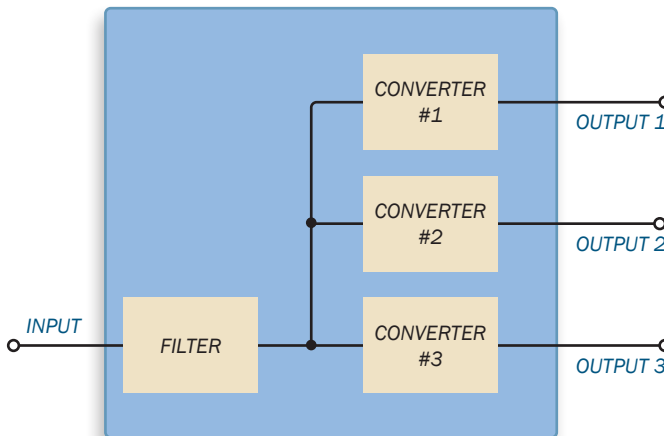 CONVERTER
#1
OUTPUT 1
CONVERTER
#2
OUTPUT 2
INPUT
FILTER
CONVERTER
#3
OUTPUT 3